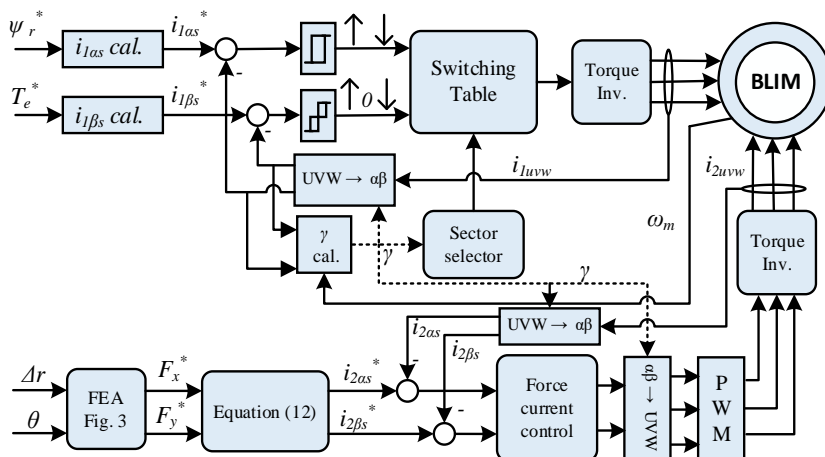 ψr* i1αs cal. i1αs*
Te* i1βs cal. i1βs*
-
-
0
Switching
Table
Torque
Inv.
BLIM
UVW→ αβ
i1uvw
i2uvw
γ
cal.
γ
Sector
selector
ωm
γ
Torque
Inv.
UVW→ αβ
i2αs
i2βs
Δr
θ
FEA
Fig. 3
Fx*
Fy*
Equation (12)
i2αs*
i2βs*
-
-
Force
current
control
αβ → UVW
P
W
M